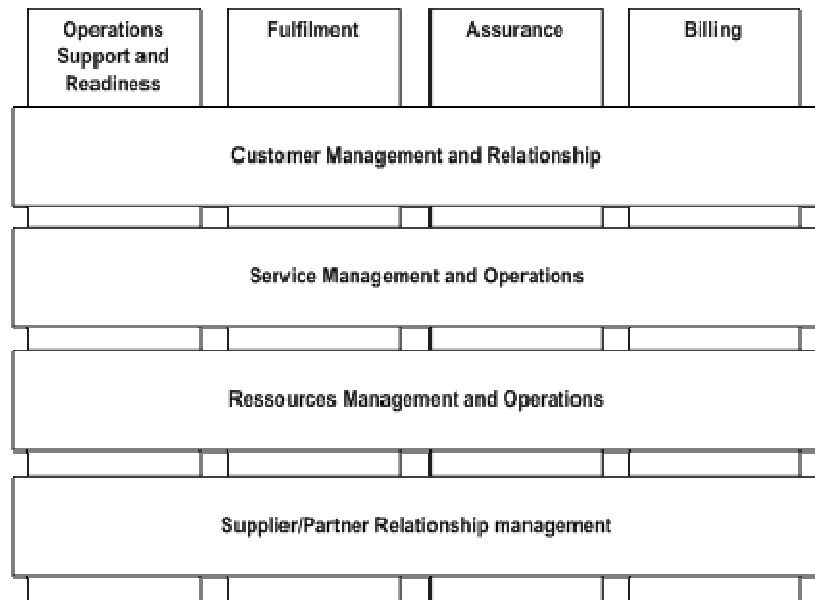 Operations
Support and
Readiness
Fulfilment
Assurance
Billing
Customer Management and Relationship
Service Management and Operations
Ressources Management and Operations
Supplier/Partner Relationship management